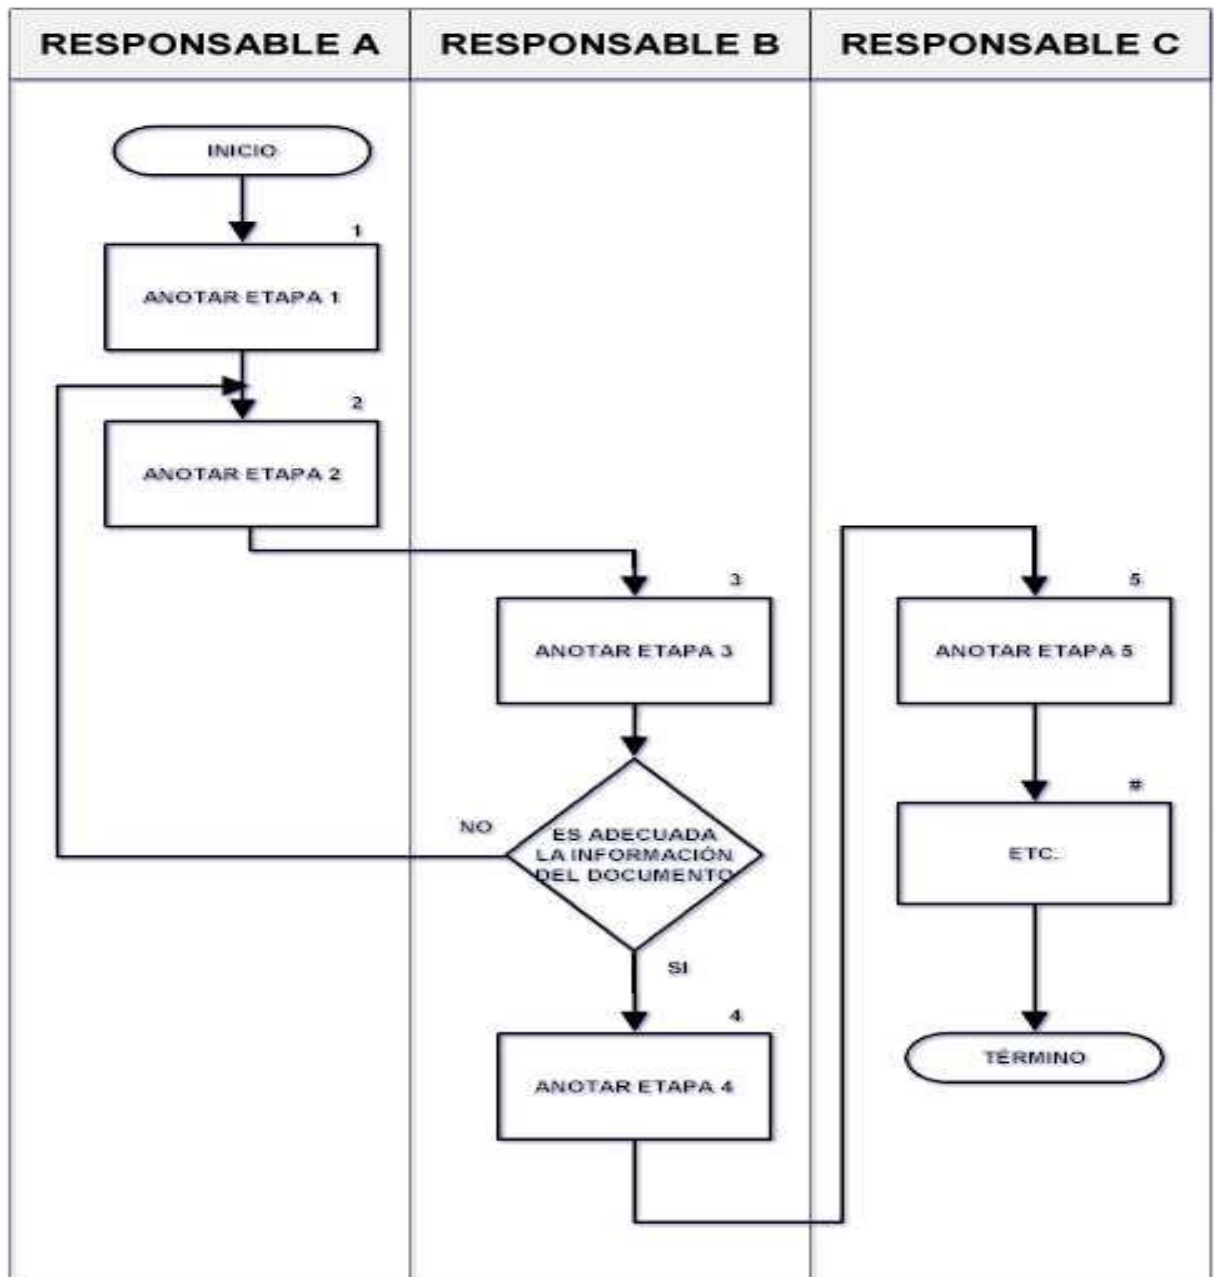 RESPONSABLE A
RESPONSABLE B
RESPONSABLE C
INICIO
1
ANOTAR ETAPA 1
2
ANOTAR ETAPA 2
3
ANOTAR ETAPA 3
NO
ES ADECUADA
LA INFORMACIÓN
DEL DOCUMENTO
SI
4
ANOTAR ETAPA 4
5
ANOTAR ETAPA 5
#
ETC.
TÉRMINO